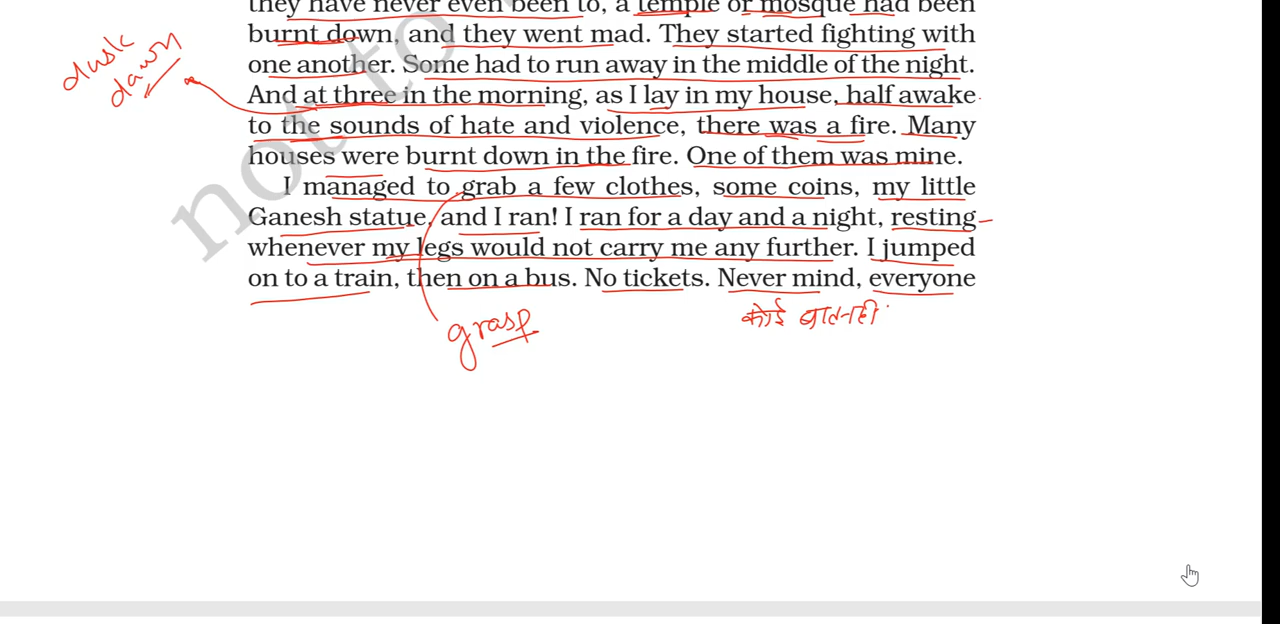 they have never even been to, a temple or mosque had been
burnt down, and they went mad. They started fighting with
one another. Some had to run away in the middle of the night.
dusk
dawn
And at three in the morning, as I lay in my house, half awake
to the sounds of hate and violence, there was a fire. Many
houses were burnt down in the fire. One of them was mine.
I managed to grab a few clothes, some coins, my little
Ganesh statue, and I ran! I ran for a day and a night, resting
whenever my legs would not carry me any further. I jumped
on to a train, then on a bus. No tickets. Never mind, everyone
कोई बात नही
grasp
not to